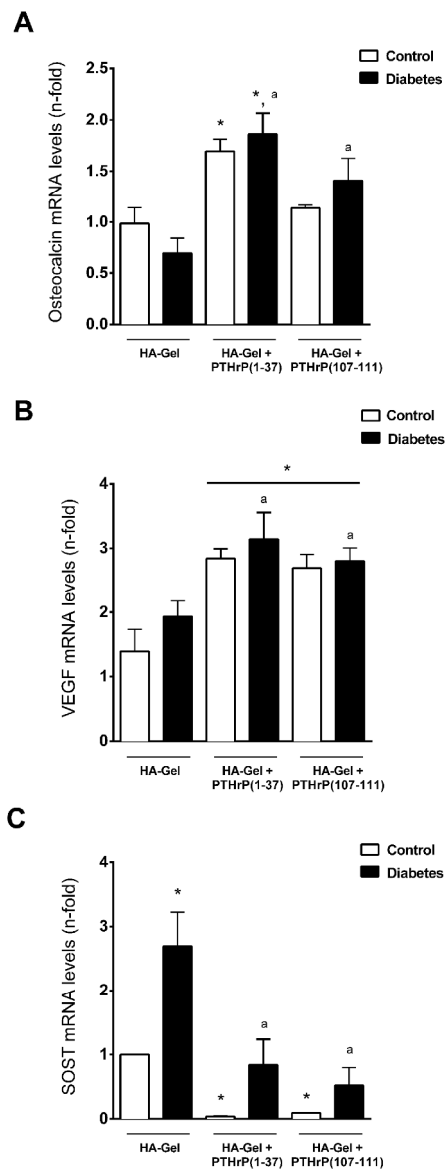 A
Control
Diabetes
Osteocalcin mRNA levels (n-fold)
2.5
2.0
1.5
1.0
0.5
0.0
*
*, a
a
HA-Gel
HA-Gel +
PTHrP(1-37)
HA-Gel +
PTHrP(107-111)
B
Control
Diabetes
VEGF mRNA levels (n-fold)
4
3
2
1
0
*
a
a
HA-Gel
HA-Gel +
PTHrP(1-37)
HA-Gel +
PTHrP(107-111)
C
Control
Diabetes
SOST mRNA levels (n-fold)
4
3
2
1
0
*
*
a
*
a
HA-Gel
HA-Gel +
PTHrP(1-37)
HA-Gel +
PTHrP(107-111)